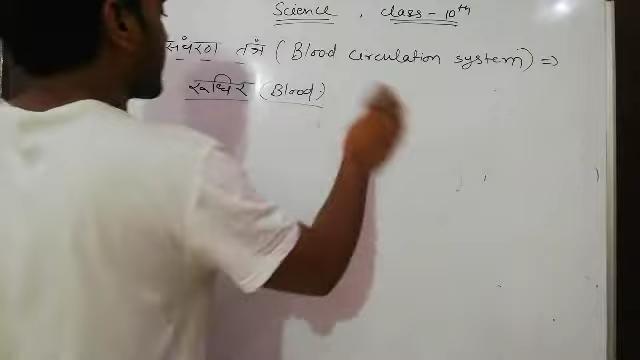 Science , class - 10th
संचरण तंत्र ( Blood circulation system ) =>
रूधिर ( Blood )